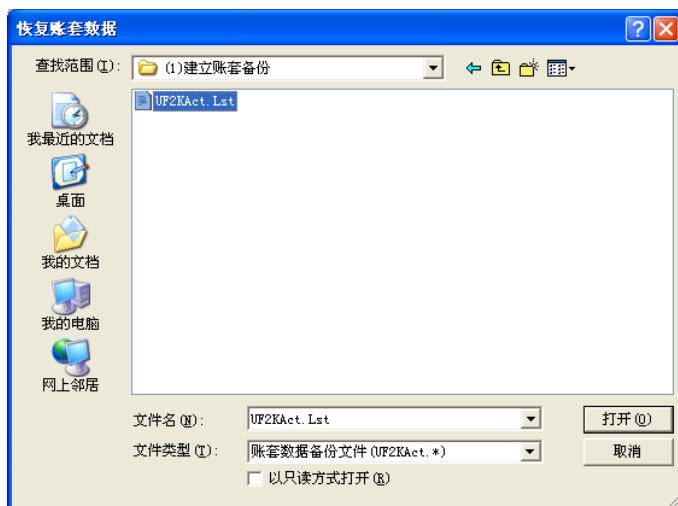 恢复账套数据
查找范围(I): (1)建立账套备份
UF2KAct.Lst
我最近的文档
桌面
我的文档
我的电脑
网上邻居
文件名(N): UF2KAct.Lst 打开(O)
文件类型(T): 账套数据备份文件(UF2KAct.*) 取消
以只读方式打开(R)